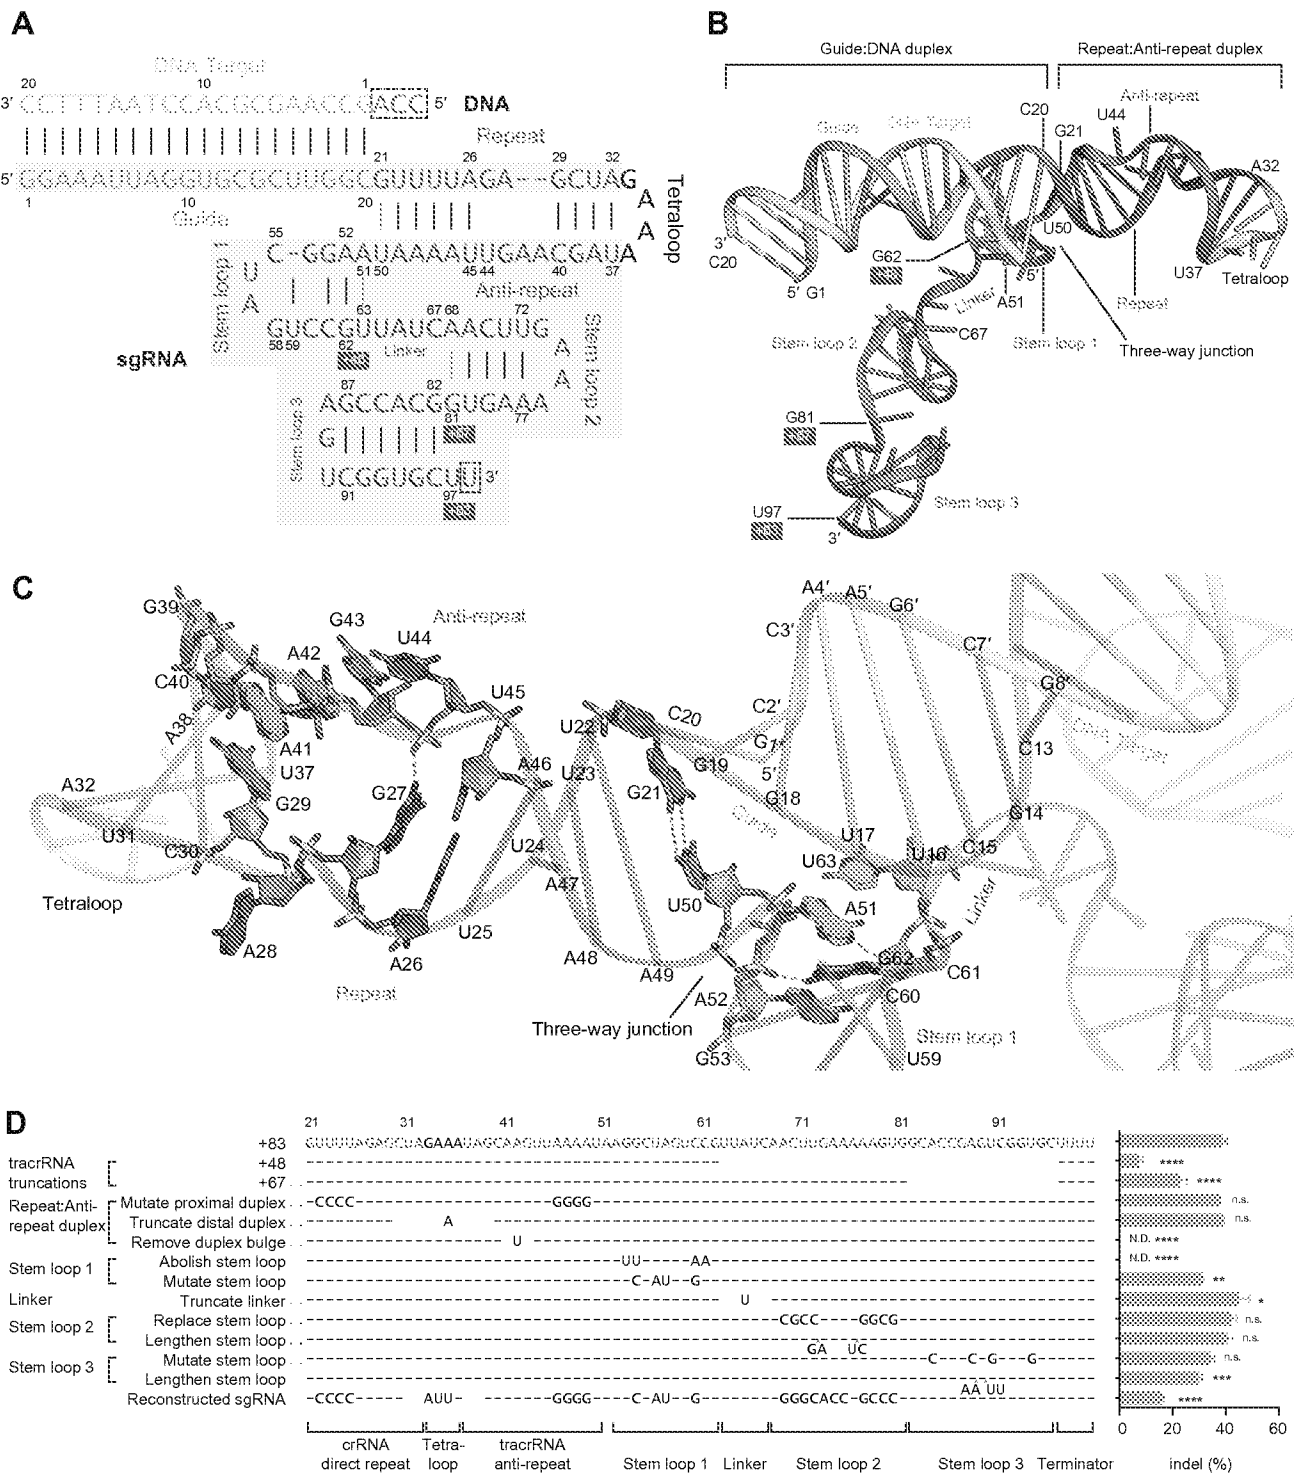 A
DNA Target
20 10 1
3′ CCTTTAATCCACGCGAACCGACC 5′ DNA
Repeat
21 26 29 32
5′ GGAAAUUAGGUGCGCUUGGCGUUUUAGA--GCUAG
1 Guide 20
A
A
Tetraloop
55 52
C-GGAAUAAAAUUGAACGAUA
51 50 45 44 40 37
Stem loop 1
U
A
Anti-repeat
63 67 68 72
GUCCGUUAUCAACUUG
58 59 62 Linker
sgRNA
A
A
Stem loop 2
87 82
AGCCACGGUGAAA
81 77
Stem loop 3
G
UCGGUGCUU 3′
91 97
B
Guide:DNA duplex
Repeat:Anti-repeat duplex
Anti-repeat
C20
U44
G21
Guide
DNA Target
A32
3′
C20
5′ G1
G62
U50
5′
A51
U37
Tetraloop
Linker
Repeat
C67
Stem loop 2
Stem loop 1
Three-way junction
G81
Stem loop 3
U97
3′
C
G39
G43
Anti-repeat
U44
A42
C40
U45
A38
A41
U37
A46
A32
G29
G27
U31
C30
U24
A47
Tetraloop
A28
A26
U25
Repeat
U22
C20
U23
G19
G21
A48
A49
U50
A4′
A5′
G6′
C3′
C7′
C2′
G8′
G1′
5′
G18
C13
DNA Target
Guide
G14
U17
U63
U16
C15
A51
Linker
G62
C61
A52
C60
Three-way junction
G53
Stem loop 1
U59
D
21 31 41 51 61 71 81 91
+83 GUUUUAGAGCUAGAAAUAGCAAGUUAAAAUAAGGCUAGUCCGUUAUCAACUUGAAAAAGUGGCACCGAGUCGGUGCUUUU
tracrRNA truncations
+48 ****
+67 ****
Repeat:Anti-repeat duplex
Mutate proximal duplex CCCC GGGG n.s.
Truncate distal duplex A n.s.
Remove duplex bulge U N.D. ****
Stem loop 1
Abolish stem loop UU AA N.D. ****
Mutate stem loop C-AU-G **
Linker
Truncate linker U *
Stem loop 2
Replace stem loop CGCC GGCG n.s.
Lengthen stem loop GA UC n.s.
Stem loop 3
Mutate stem loop C C-G G n.s.
Lengthen stem loop AA UU ***
Reconstructed sgRNA CCCC AUU GGGG C-AU-G GGGCACC-GCCC ****
0 20 40 60
indel (%)
crRNA direct repeat
Tetra-loop
tracrRNA anti-repeat
Stem loop 1
Linker
Stem loop 2
Stem loop 3
Terminator